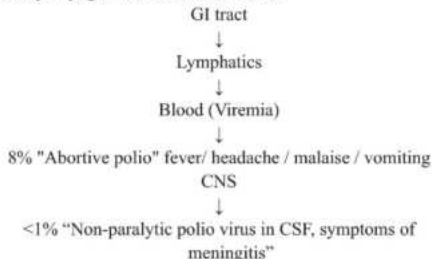 GI tract
↓
Lymphatics
↓
Blood (Viremia)
↓
8% "Abortive polio" fever/ headache / malaise / vomiting
CNS
↓
<1% “Non-paralytic polio virus in CSF, symptoms of
meningitis”